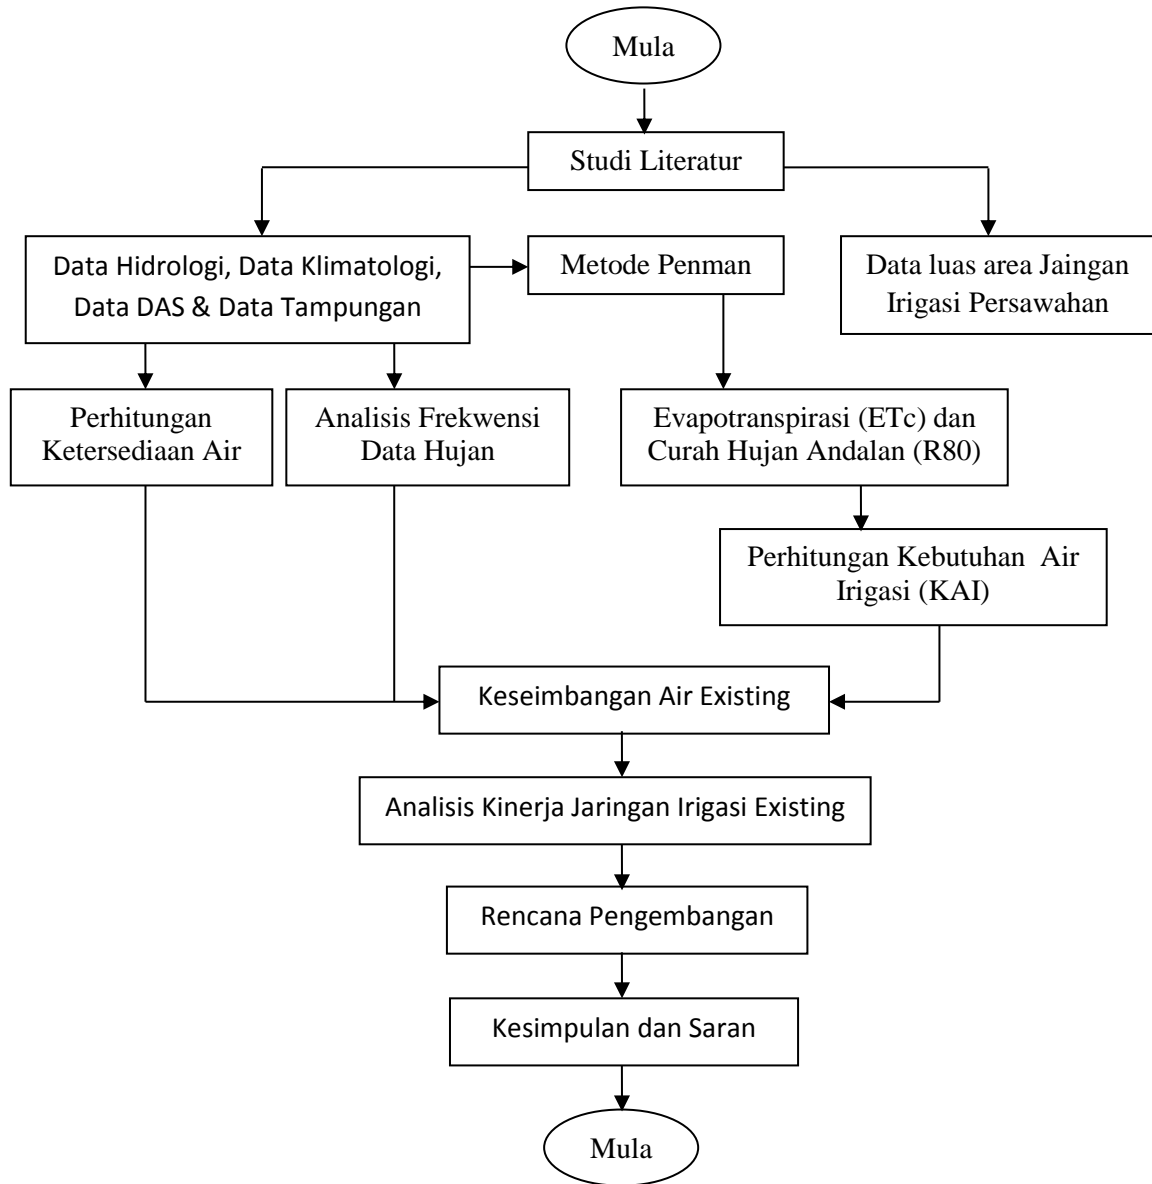 Mula
Studi Literatur
Data Hidrologi, Data Klimatologi,
Data DAS & Data Tampungan
Metode Penman
Data luas area Jaingan
Irigasi Persawahan
Perhitungan
Ketersediaan Air
Analisis Frekwensi
Data Hujan
Evapotranspirasi (ETc) dan
Curah Hujan Andalan (R80)
Perhitungan Kebutuhan  Air
Irigasi (KAI)
Keseimbangan Air Existing
Analisis Kinerja Jaringan Irigasi Existing
Rencana Pengembangan
Kesimpulan dan Saran
Mula